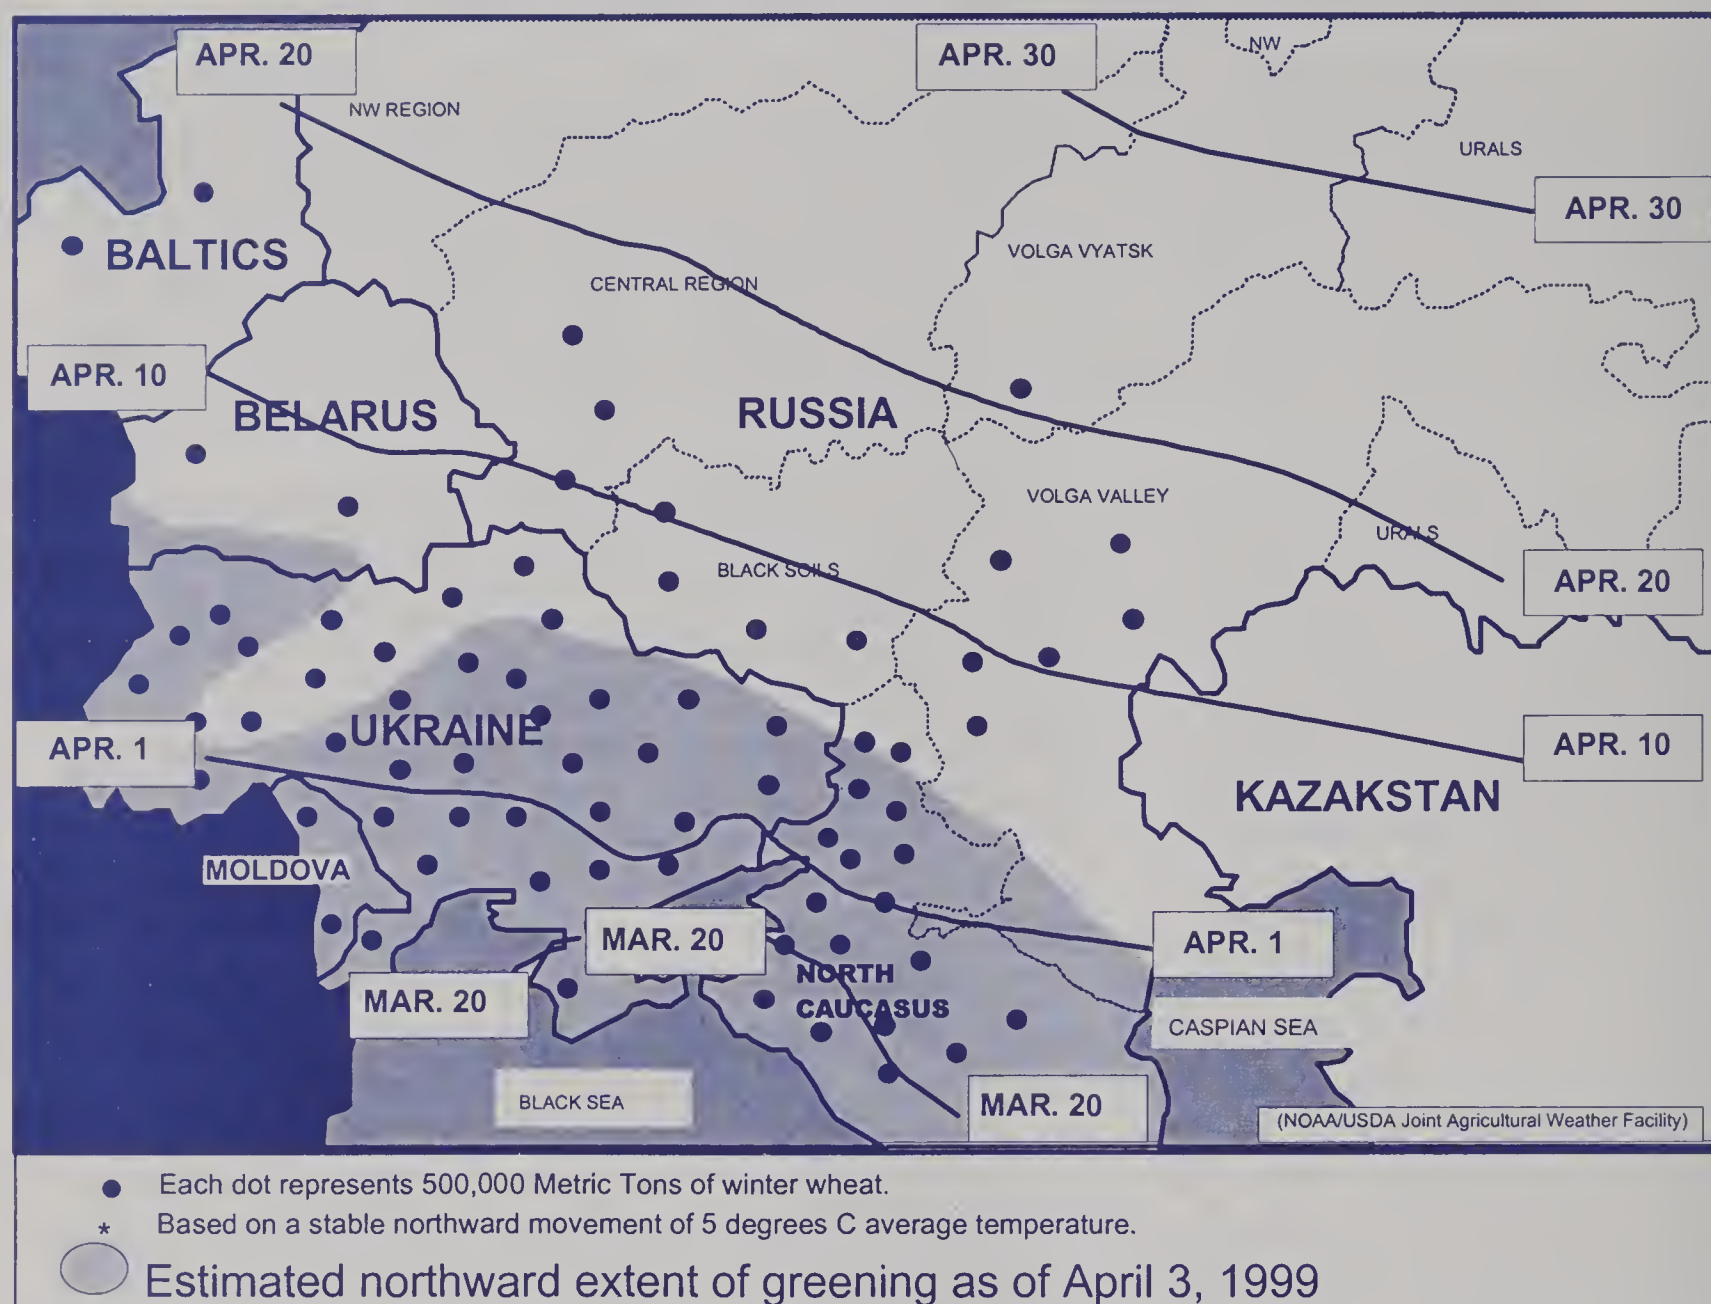 APR. 20
APR. 30
NW
NW REGION
URALS
APR. 30
BALTICS
VOLGA VYATSK
CENTRAL REGION
APR. 10
BELARUS
RUSSIA
VOLGA VALLEY
URALS
BLACK SOILS
APR. 20
UKRAINE
APR. 1
APR. 10
KAZAKSTAN
MOLDOVA
MAR. 20
APR. 1
NORTH
CAUCASUS
MAR. 20
CASPIAN SEA
BLACK SEA
MAR. 20
(NOAA/USDA Joint Agricultural Weather Facility)
Each dot represents 500,000 Metric Tons of winter wheat.
* Based on a stable northward movement of 5 degrees C average temperature.
Estimated northward extent of greening as of April 3, 1999